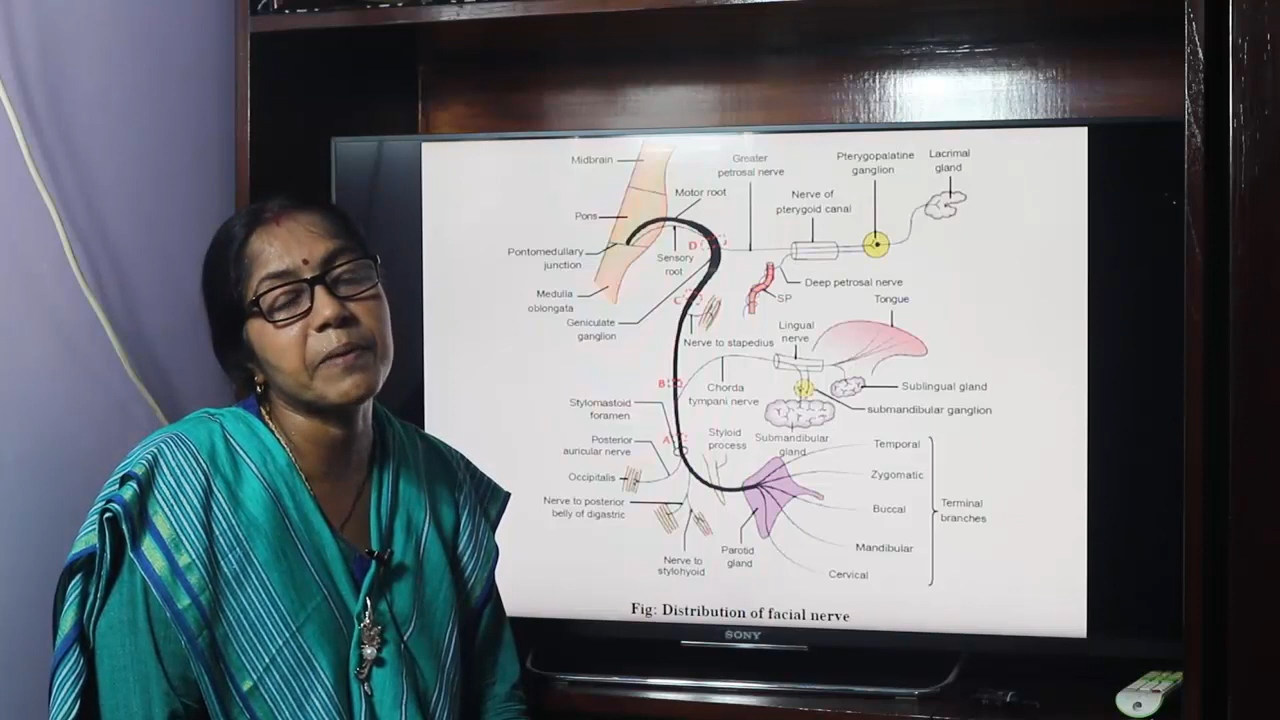 Midbrain
Greater
petrosal nerve
Pterygopalatine
ganglion
Lacrimal
gland
Motor root
Nerve of
pterygoid canal
Pons
Pontomedullary
junction
D
Sensory
root
Deep petrosal nerve
Medulla
oblongata
C
SP
Tongue
Geniculate
ganglion
Nerve to stapedius
Lingual
nerve
B
Chorda
tympani nerve
Sublingual gland
submandibular ganglion
Stylomastoid
foramen
A
Styloid
process
Submandibular
gland
Posterior
auricular nerve
Temporal
Occipitalis
Zygomatic
Nerve to posterior
belly of digastric
Buccal
Terminal
branches
Nerve to
stylohyoid
Parotid
gland
Mandibular
Cervical
Fig: Distribution of facial nerve
SONY